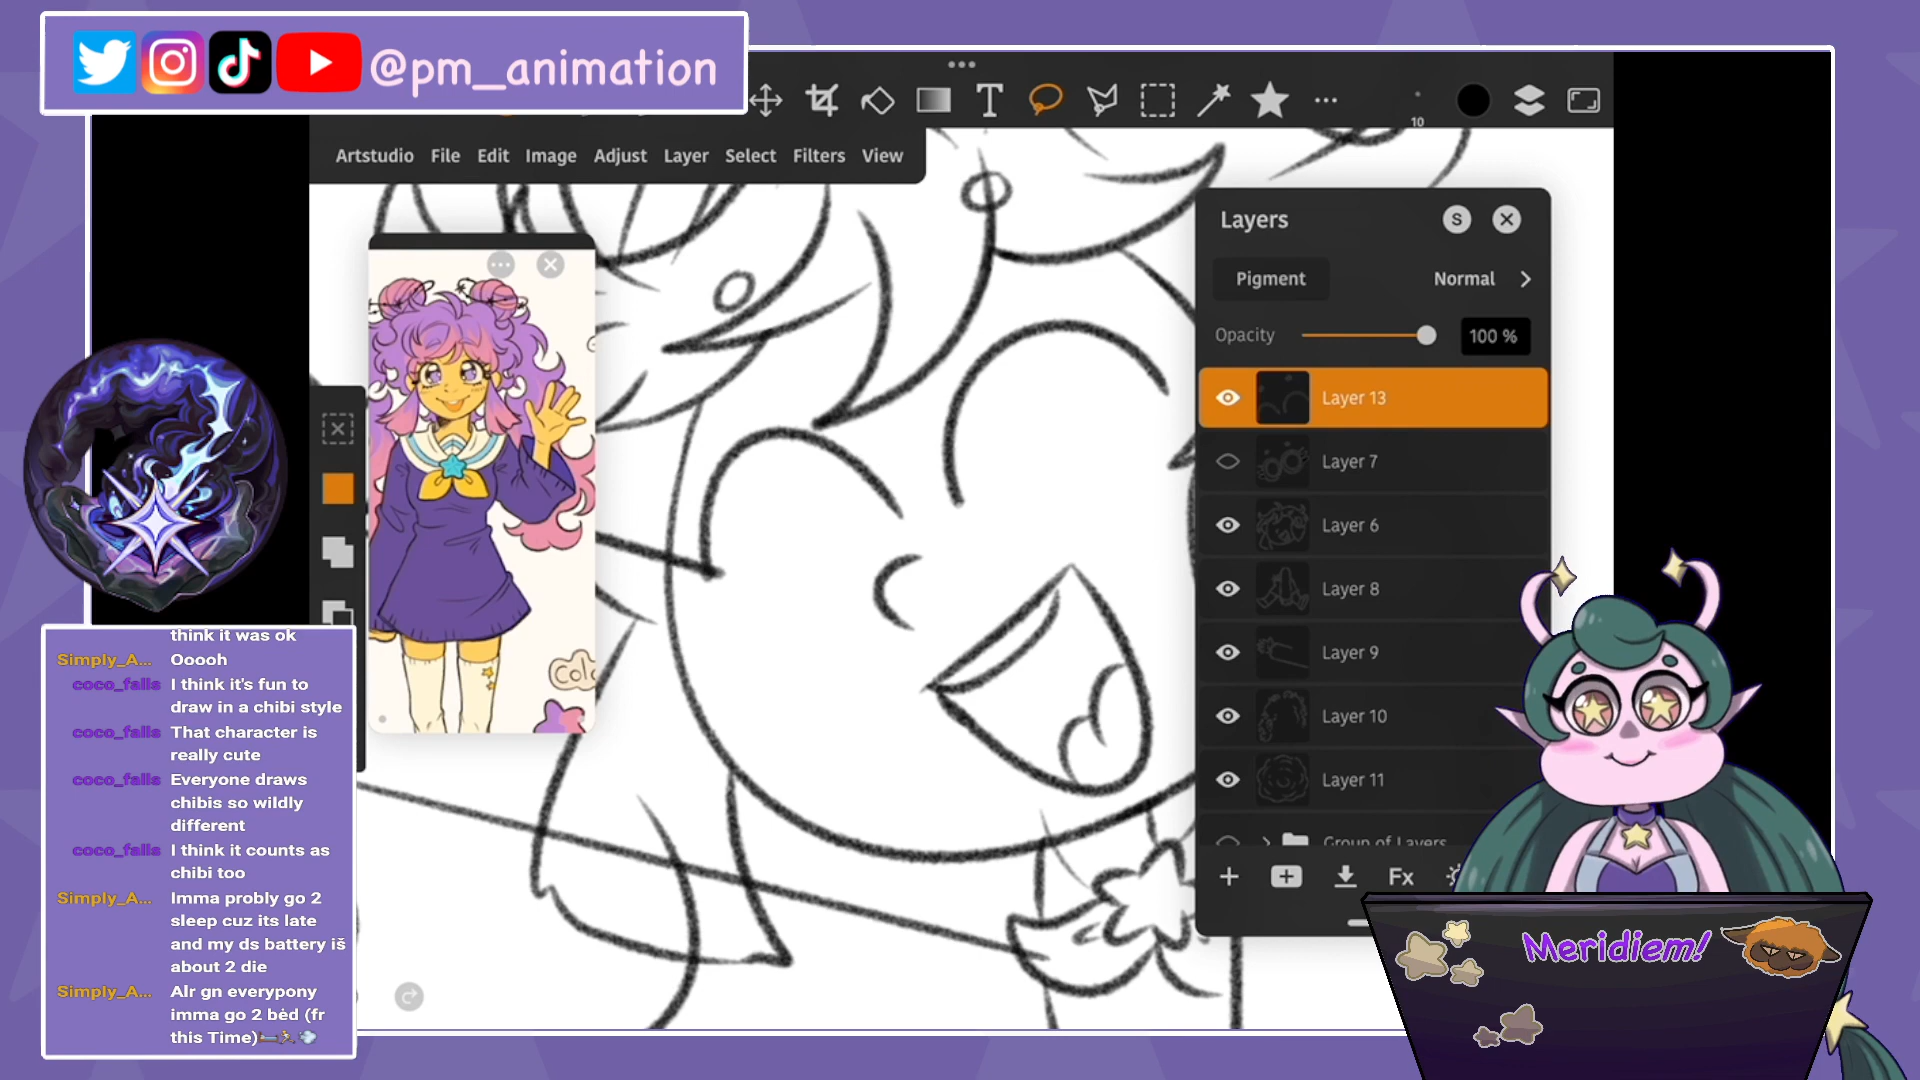 @pm_animation
10
Artstudio File Edit Image Adjust Layer Select Filters View
Layers S
Pigment Normal
Opacity 100 %
Layer 13
Layer 7
Layer 6
Layer 8
Layer 9
Layer 10
Layer 11
Group of Layers
Fx
Colo
think it was ok
Simply_A... Ooooh
coco_falls I think it's fun to
draw in a chibi style
coco_falls That character is
really cute
coco_falls Everyone draws
chibis so wildly
different
coco_falls I think it counts as
chibi too
Simply_A... Imma probly go 2
sleep cuz its late
and my ds battery iš
about 2 die
Simply_A... Alr gn everypony
imma go 2 bėd (fr
this Time)
Meridiem!